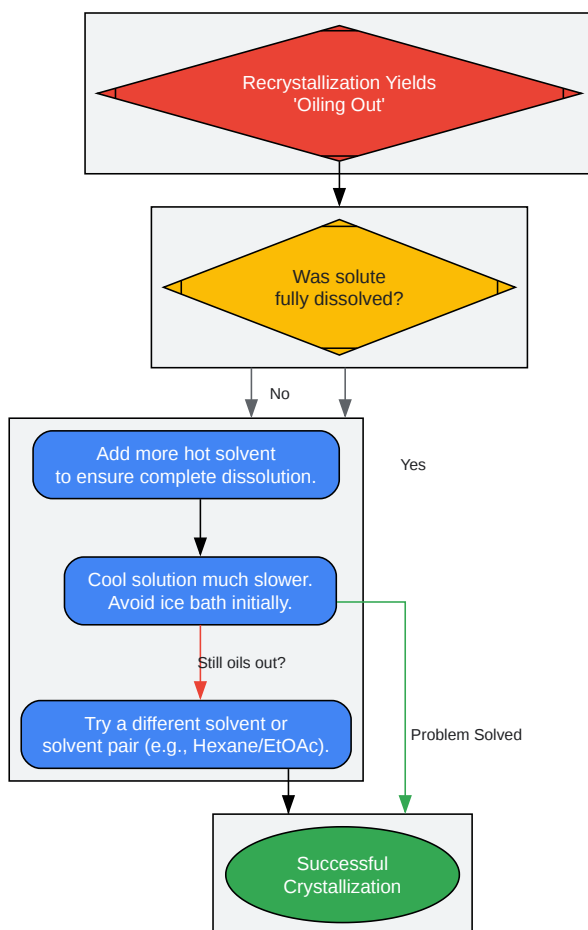 Recrystallization Yields
'Oiling Out'
Was solute
fully dissolved?
No
Yes
Add more hot solvent
to ensure complete dissolution.
Cool solution much slower.
Avoid ice bath initially.
Still oils out?
Try a different solvent or
solvent pair (e.g., Hexane/EtOAc).
Problem Solved
Successful
Crystallization